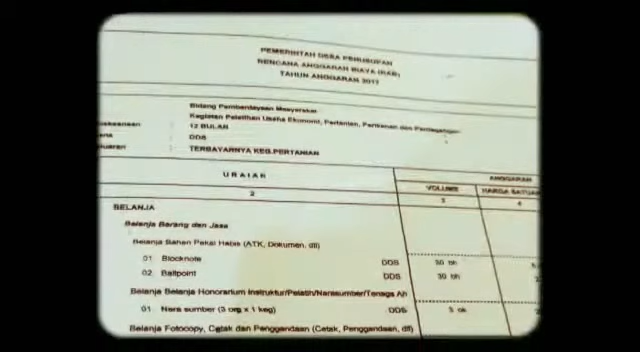 PEMERINTAH DESA PENUSUPAN
RENCANA ANGGARAN BIAYA (RAB)
TAHUN ANGGARAN 2017
Bidang Pemberdayaan Masyarakat
Kegiatan Pelatihan Usaha Ekonomi, Pertanian, Perikanan dan Perdagangan
: 12 BULAN
DDS
: TERBAYARNYA KEG.PERTANIAN
URAIAN
ANGGARAN
VOLUME
HARGA SATUAN
2
3
4
BELANJA
Belanja Barang dan Jasa
Belanja Bahan Pakai Habis (ATK, Dokumen, dll)
01 Blocknote DDS 30 bh
02 Ballpoint DDS 30 bh
Belanja Belanja Honorarium Instruktur/Pelatih/Narasumber/Tenaga Ah
01 Nara sumber (3 org x 1 keg) DDS 3 ok
Belanja Fotocopy, Cetak dan Penggandaan (Cetak, Penggandaan, dll)